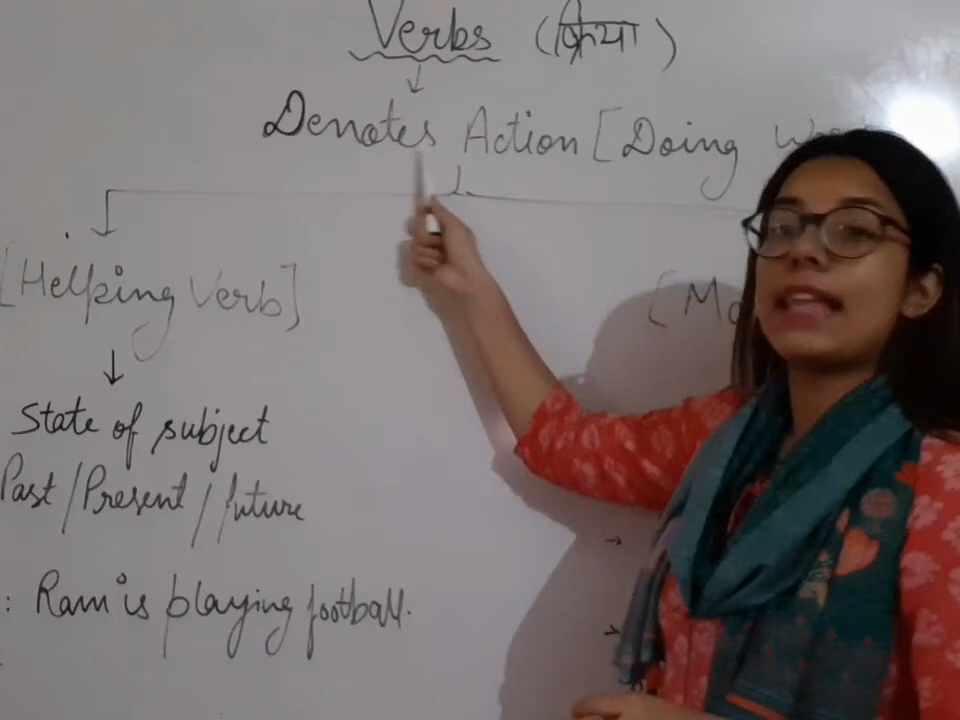 Verbs (क्रिया)
Denotes Action [Doing
[Helping Verb]
State of subject
Past/Present/future
: Ram is playing football.